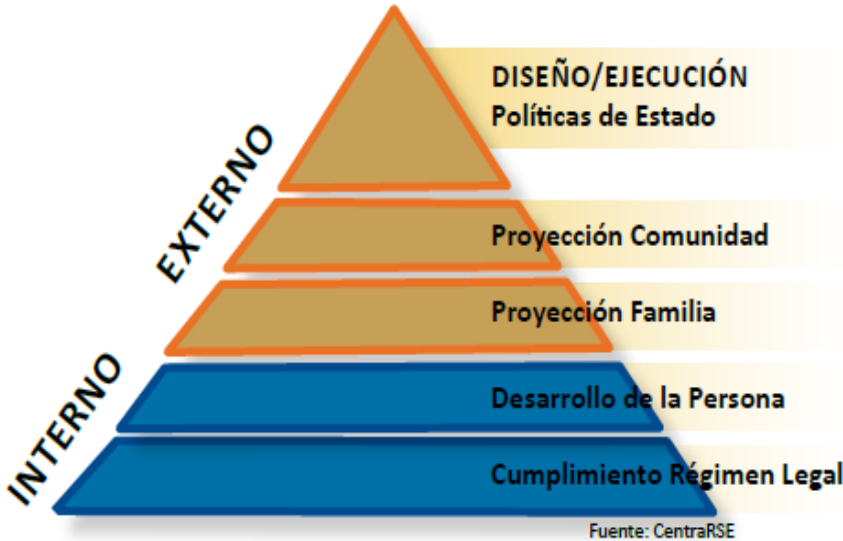 DISEÑO/EJECUCIÓN
Políticas de Estado
EXTERNO
Proyección Comunidad
Proyección Familia
INTERNO
Desarrollo de la Persona
Cumplimiento Régimen Legal
Fuente: CentraRSE